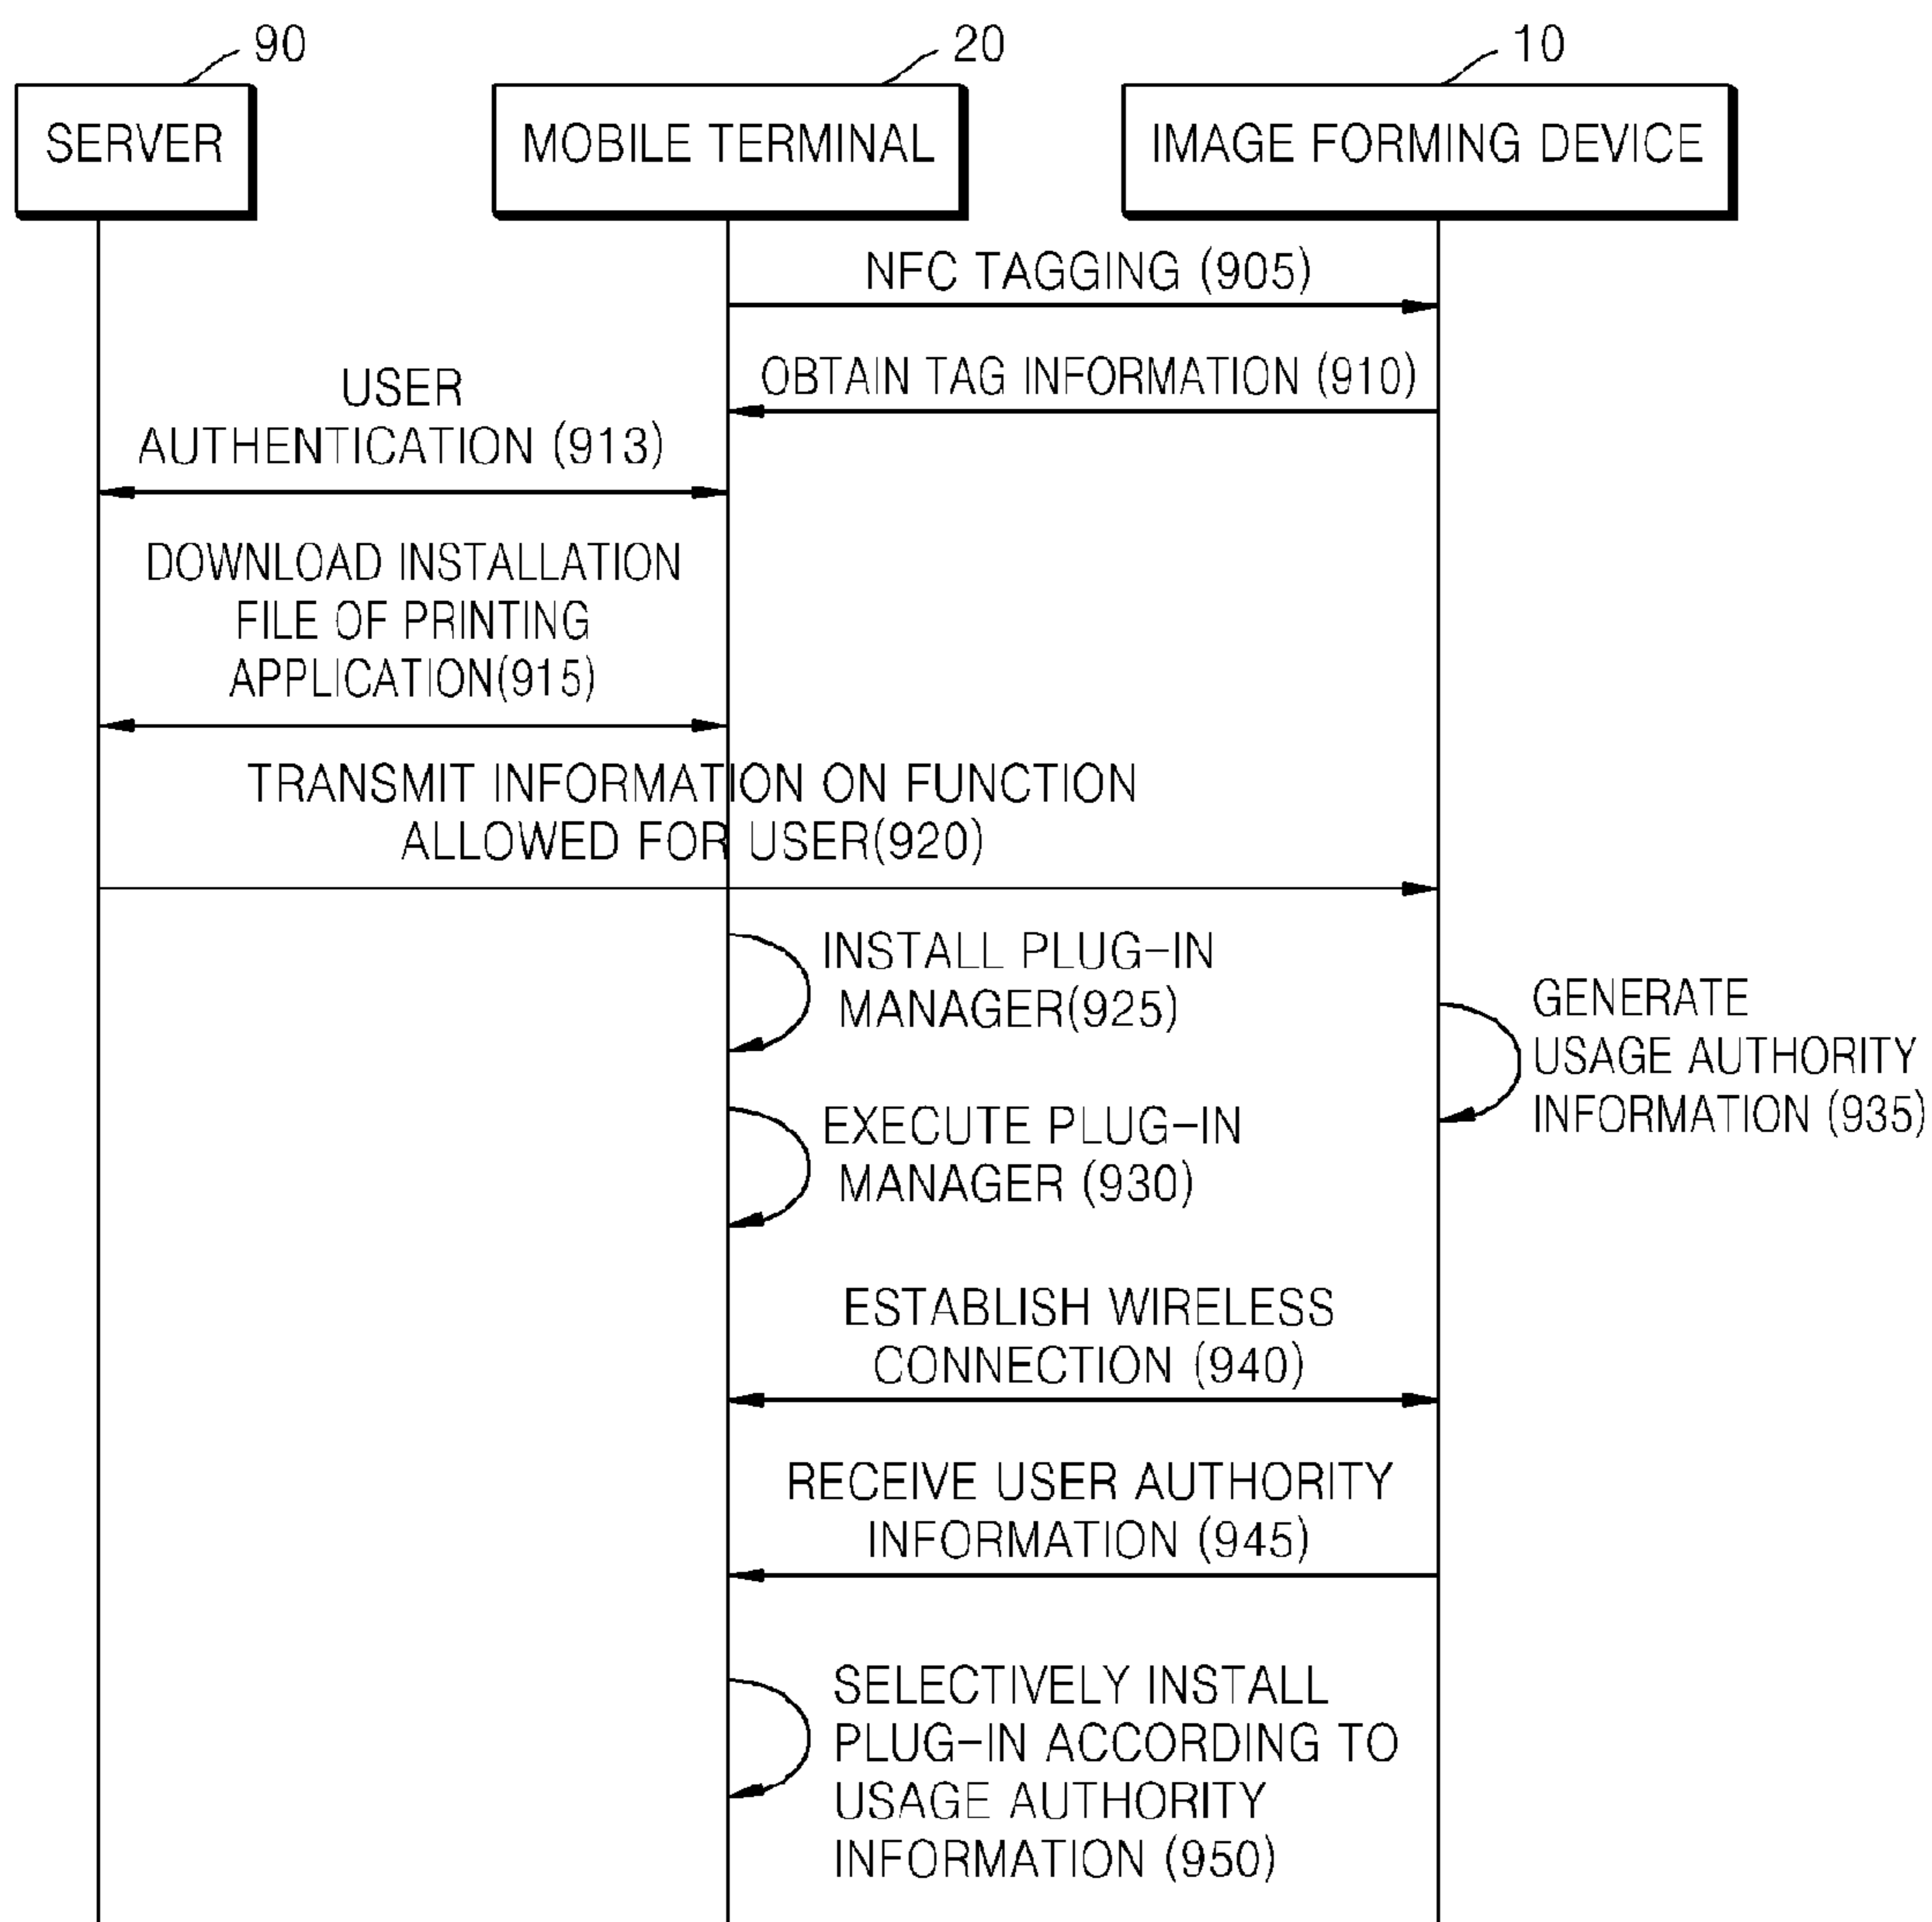 90
20
10
SERVER
MOBILE TERMINAL
IMAGE FORMING DEVICE
NFC TAGGING (905)
OBTAIN TAG INFORMATION (910)
USER
AUTHENTICATION (913)
DOWNLOAD INSTALLATION
FILE OF PRINTING
APPLICATION(915)
TRANSMIT INFORMATION ON FUNCTION
ALLOWED FOR USER(920)
INSTALL PLUG-IN
MANAGER(925)
GENERATE
USAGE AUTHORITY
INFORMATION (935)
EXECUTE PLUG-IN
MANAGER (930)
ESTABLISH WIRELESS
CONNECTION (940)
RECEIVE USER AUTHORITY
INFORMATION (945)
SELECTIVELY INSTALL
PLUG-IN ACCORDING TO
USAGE AUTHORITY
INFORMATION (950)